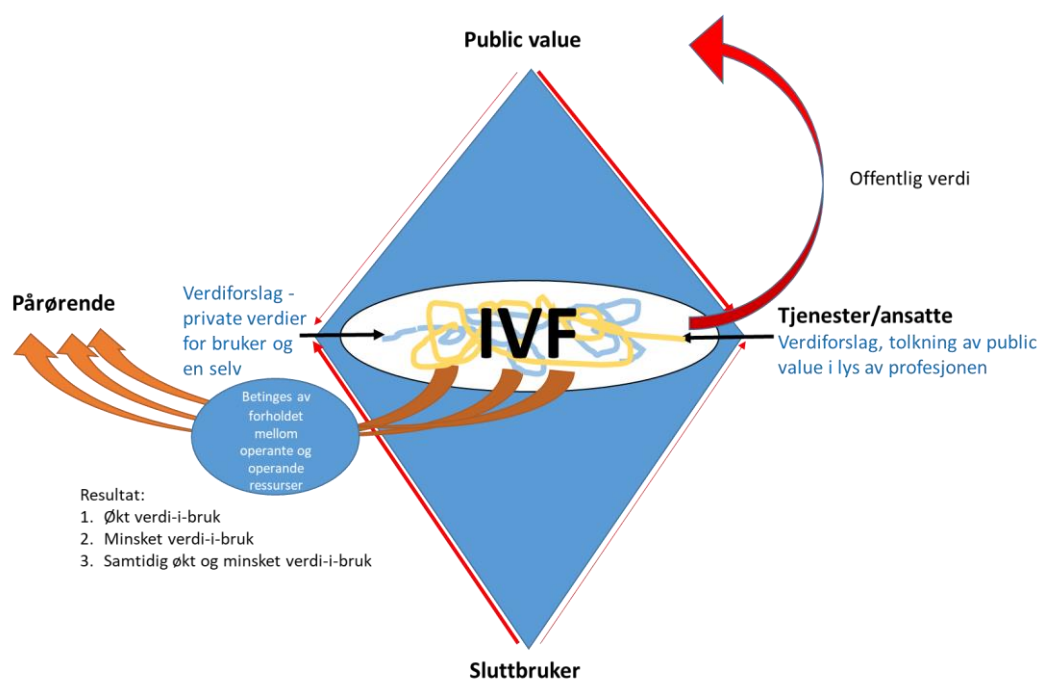 Public value
Offentlig verdi
Pårørende
Verdiforslag -
private verdier
for bruker og
en selv
IVF
Tjenester/ansatte
Verdiforslag, tolkning av public
value i lys av profesjonen
Betinges av
forholdet
mellom
operante og
operande
ressurser
Resultat:
1. Økt verdi-i-bruk
2. Minsket verdi-i-bruk
3. Samtidig økt og minsket verdi-i-bruk
Sluttbruker